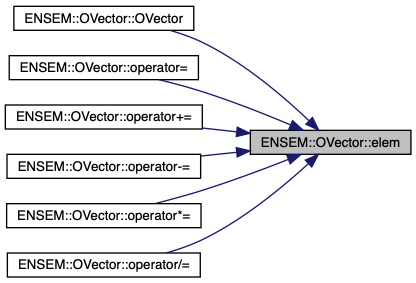 ENSEM::OVector::OVector
ENSEM::OVector::operator=
ENSEM::OVector::operator+=
ENSEM::OVector::elem
ENSEM::OVector::operator-=
ENSEM::OVector::operator*=
ENSEM::OVector::operator/=